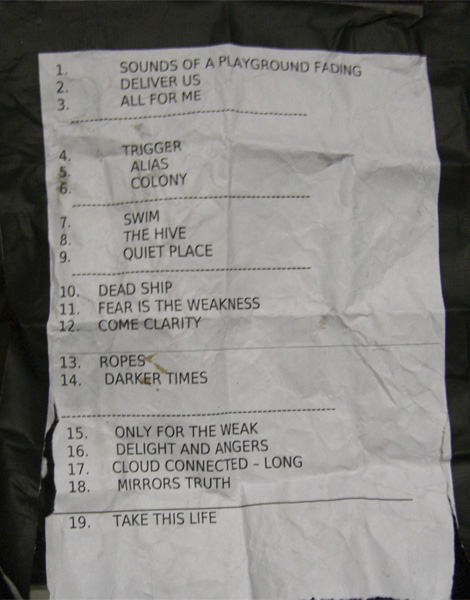 1. SOUNDS OF A PLAYGROUND FADING
2. DELIVER US
3. ALL FOR ME
4. TRIGGER
5. ALIAS
6. COLONY
7. SWIM
8. THE HIVE
9. QUIET PLACE
10. DEAD SHIP
11. FEAR IS THE WEAKNESS
12. COME CLARITY
13. ROPES
14. DARKER TIMES
15. ONLY FOR THE WEAK
16. DELIGHT AND ANGERS
17. CLOUD CONNECTED – LONG
18. MIRRORS TRUTH
19. TAKE THIS LIFE